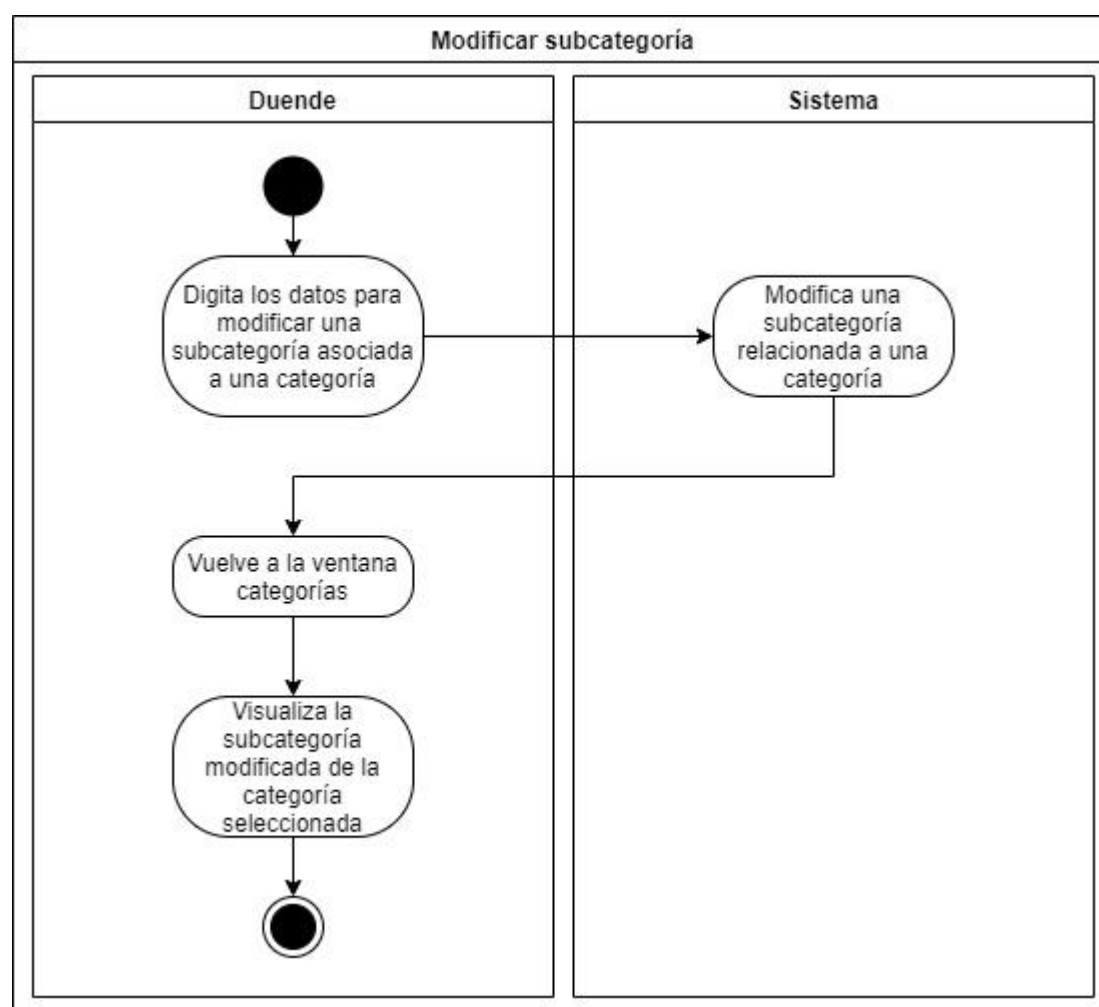 Modificar subcategoría
Duende
Sistema
Digita los datos para
modificar una
subcategoría asociada
a una categoría
Modifica una
subcategoría
relacionada a una
categoría
Vuelve a la ventana
categorías
Visualiza la
subcategoría
modificada de la
categoría
seleccionada